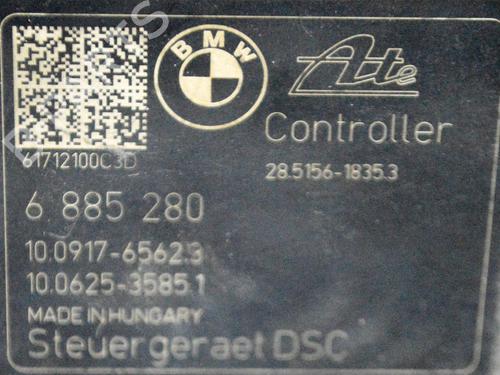 BMW
Ate
Controller
61712100C3D
28.5156-1835.3
6 885 280
10.0917-6562.3
10.0625-3585.1
MADE IN HUNGARY
Steuergeraet DSC